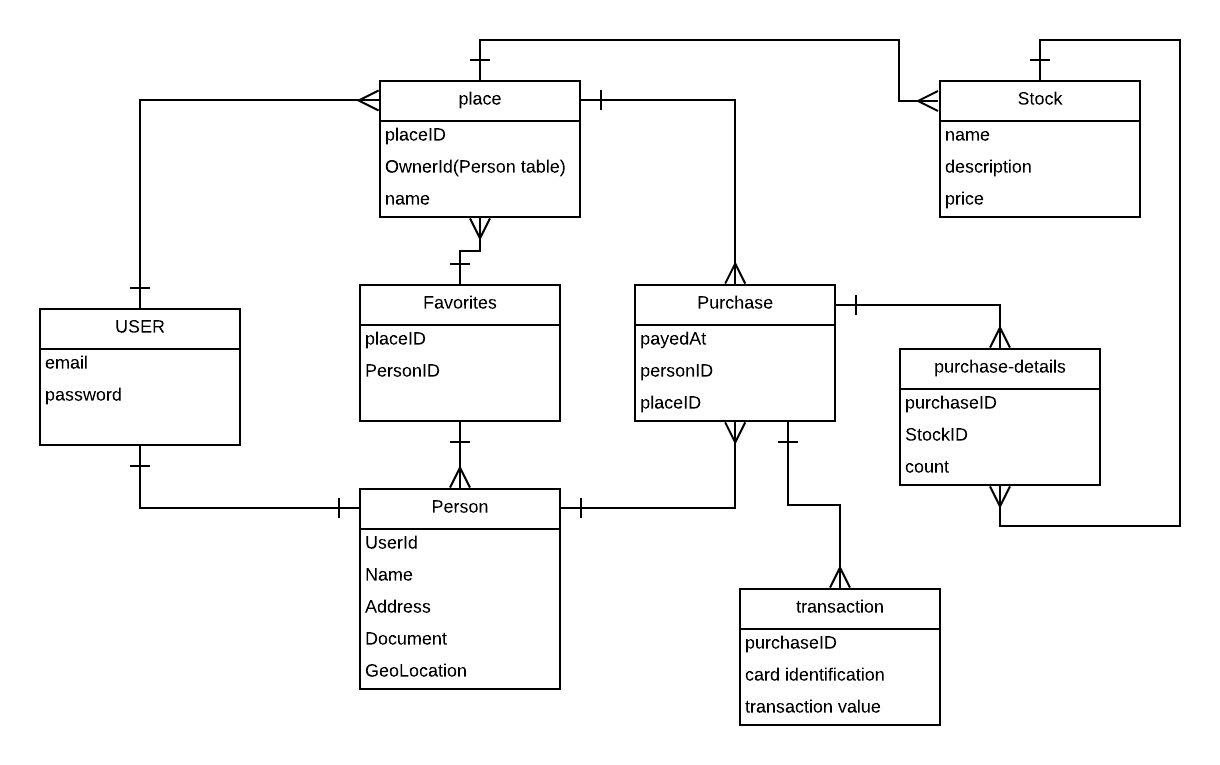 place
placeID
OwnerId(Person table)
name
Stock
name
description
price
USER
email
password
Favorites
placeID
PersonID
Purchase
payedAt
personID
placeID
purchase-details
purchaseID
StockID
count
Person
UserId
Name
Address
Document
GeoLocation
transaction
purchaseID
card identification
transaction value